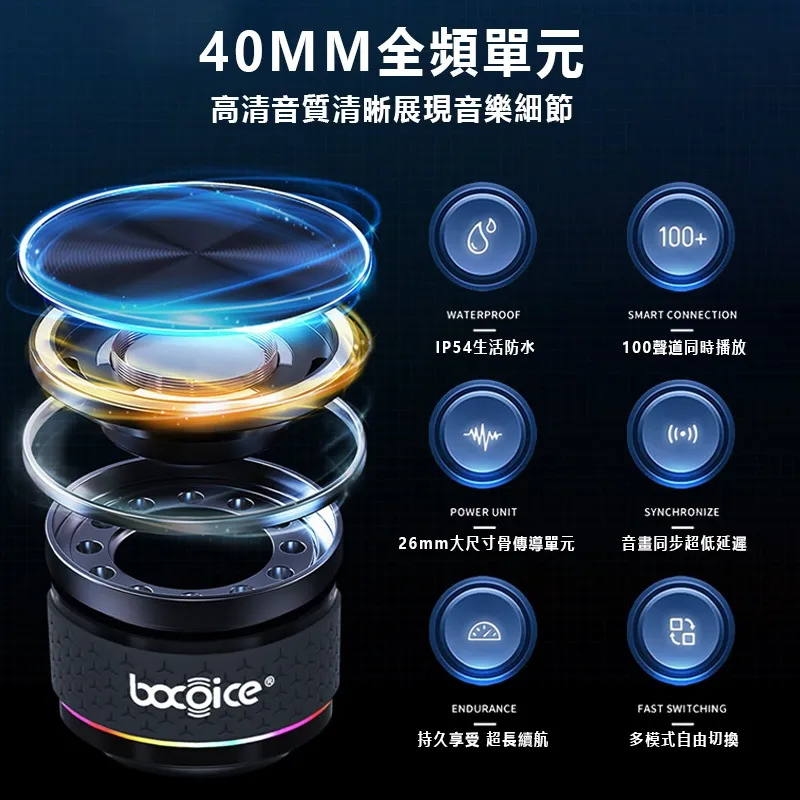 40MM全頻單元
高清音質清晰展現音樂細節
100+
WATERPROOF
IP54生活防水
SMART CONNECTION
100聲道同時播放
POWER UNIT
26mm大尺寸骨傳導單元
SYNCHRONIZE
音畫同步超低延遲
bocoice®
ENDURANCE
持久享受 超長續航
FAST SWITCHING
多模式自由切換